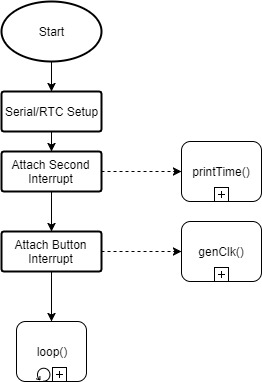 Start
Serial/RTC Setup
Attach Second
Interrupt
printTime()
Attach Button
Interrupt
genClk()
loop()